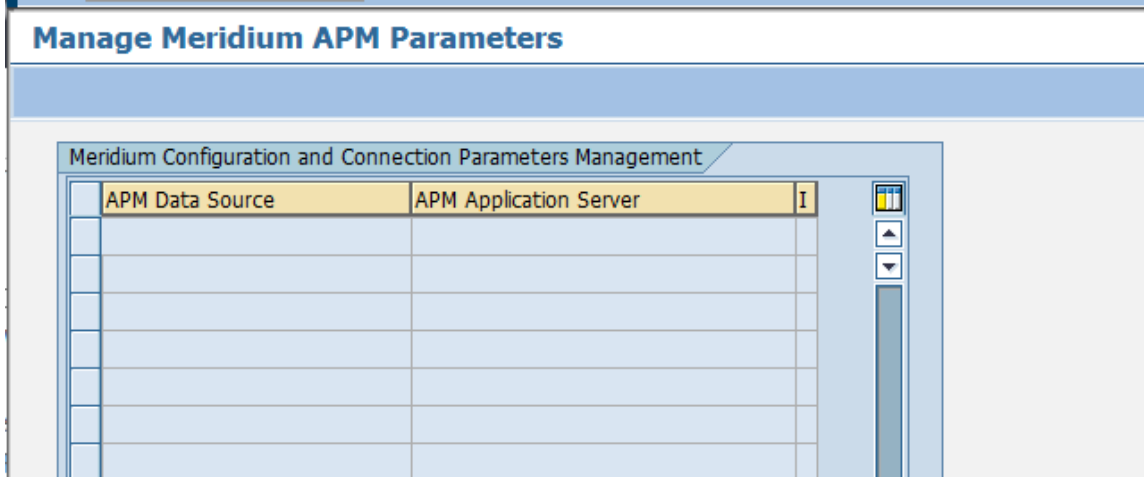 Manage Meridium APM Parameters
Meridium Configuration and Connection Parameters Management
APM Data Source APM Application Server I